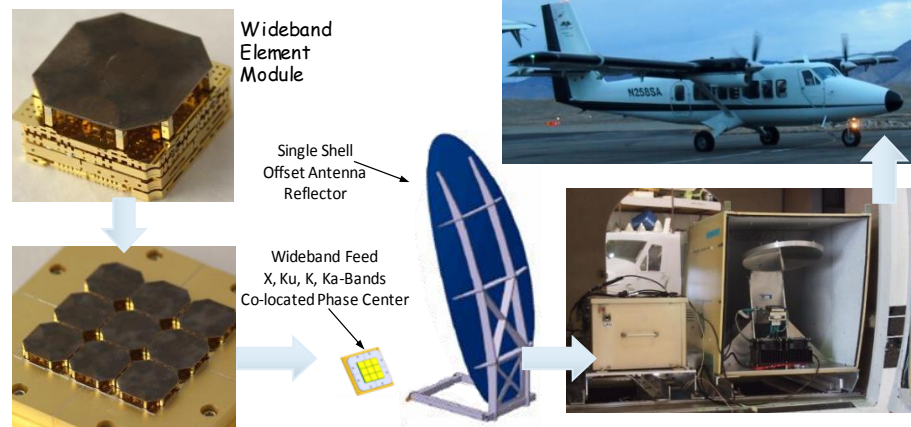 Wideband
Element
Module
Single Shell
Offset Antenna
Reflector
Wideband Feed
X, Ku, K, Ka-Bands
Co-located Phase Center
N258SA